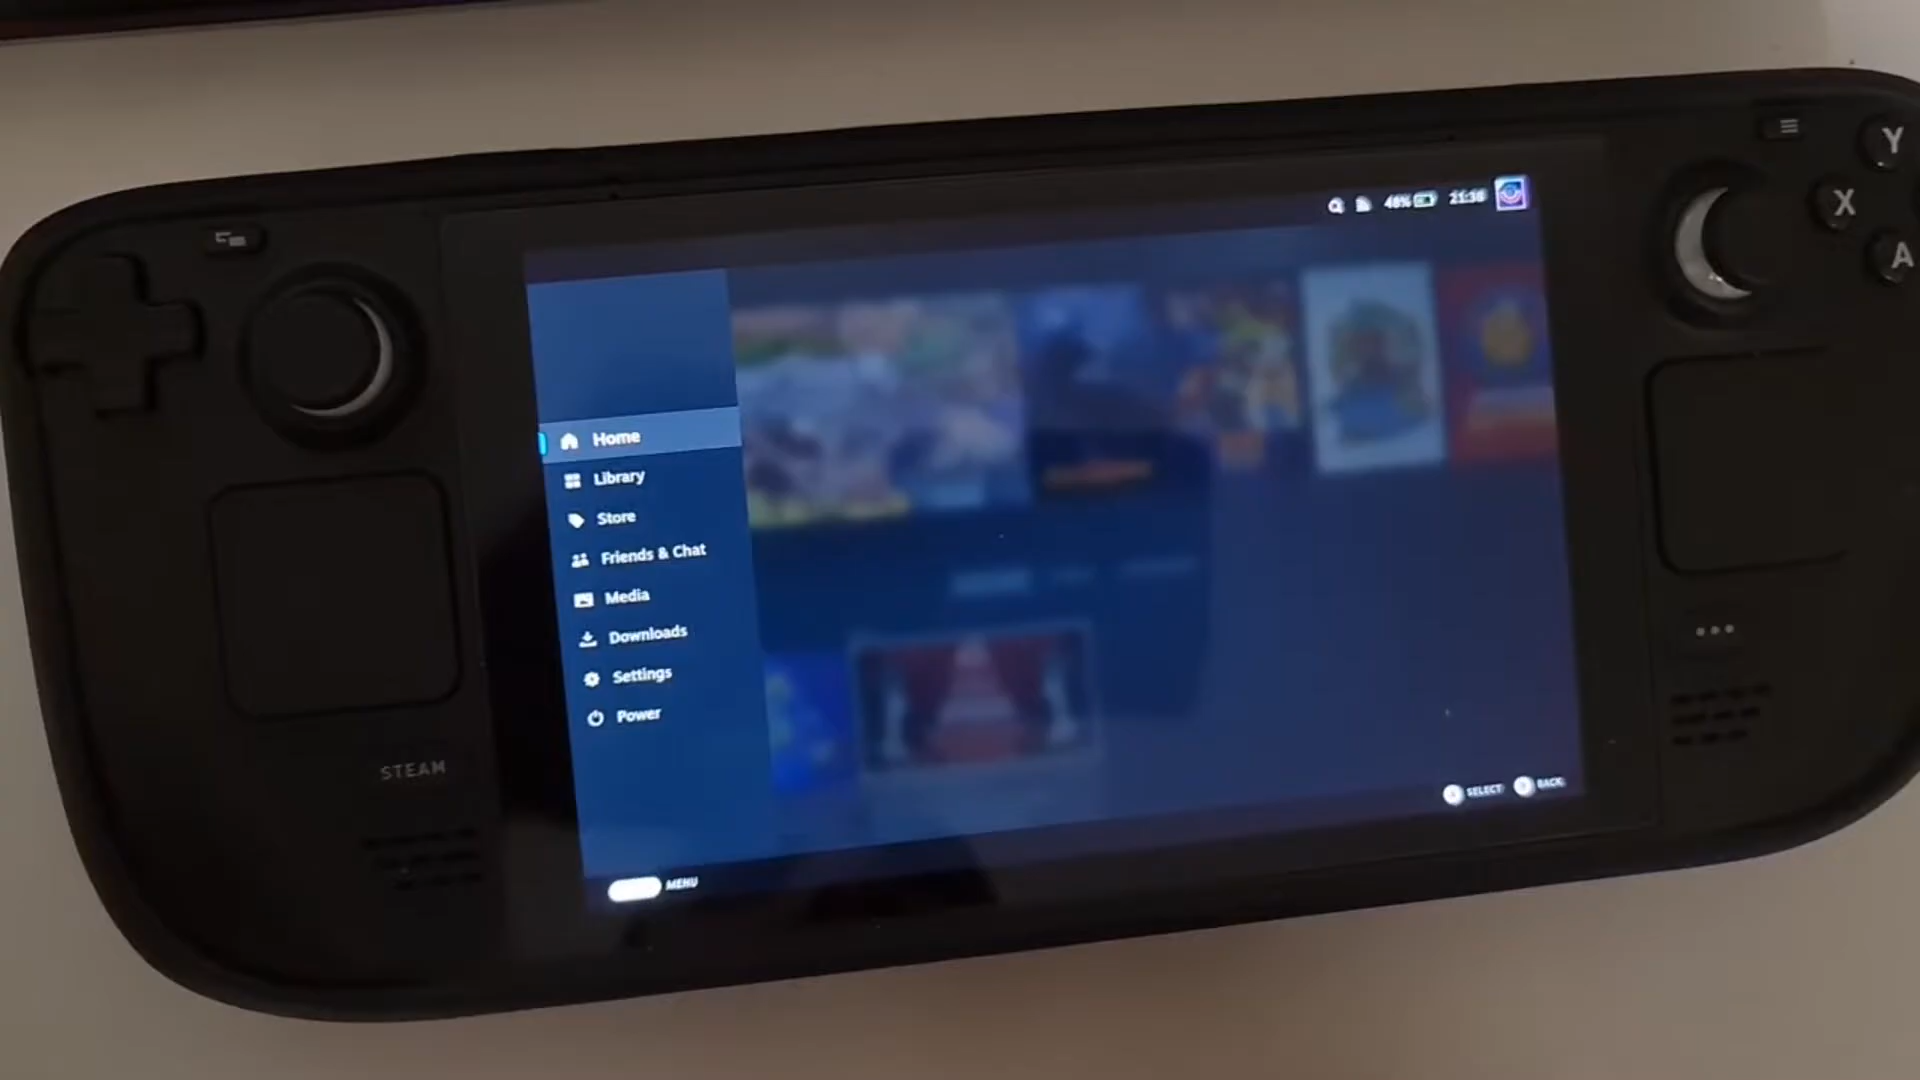 48% 21:38
Y
X
A
Home
Library
Store
Friends & Chat
Media
Downloads
Settings
Power
STEAM
SELECT BACK
MENU